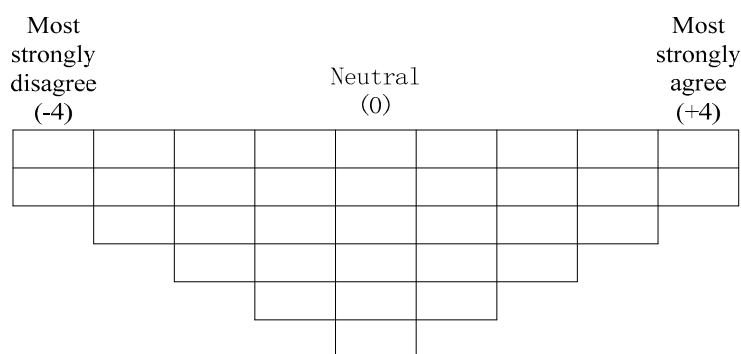 Most
strongly
disagree
(-4)
Neutral
(0)
Most
strongly
agree
(+4)